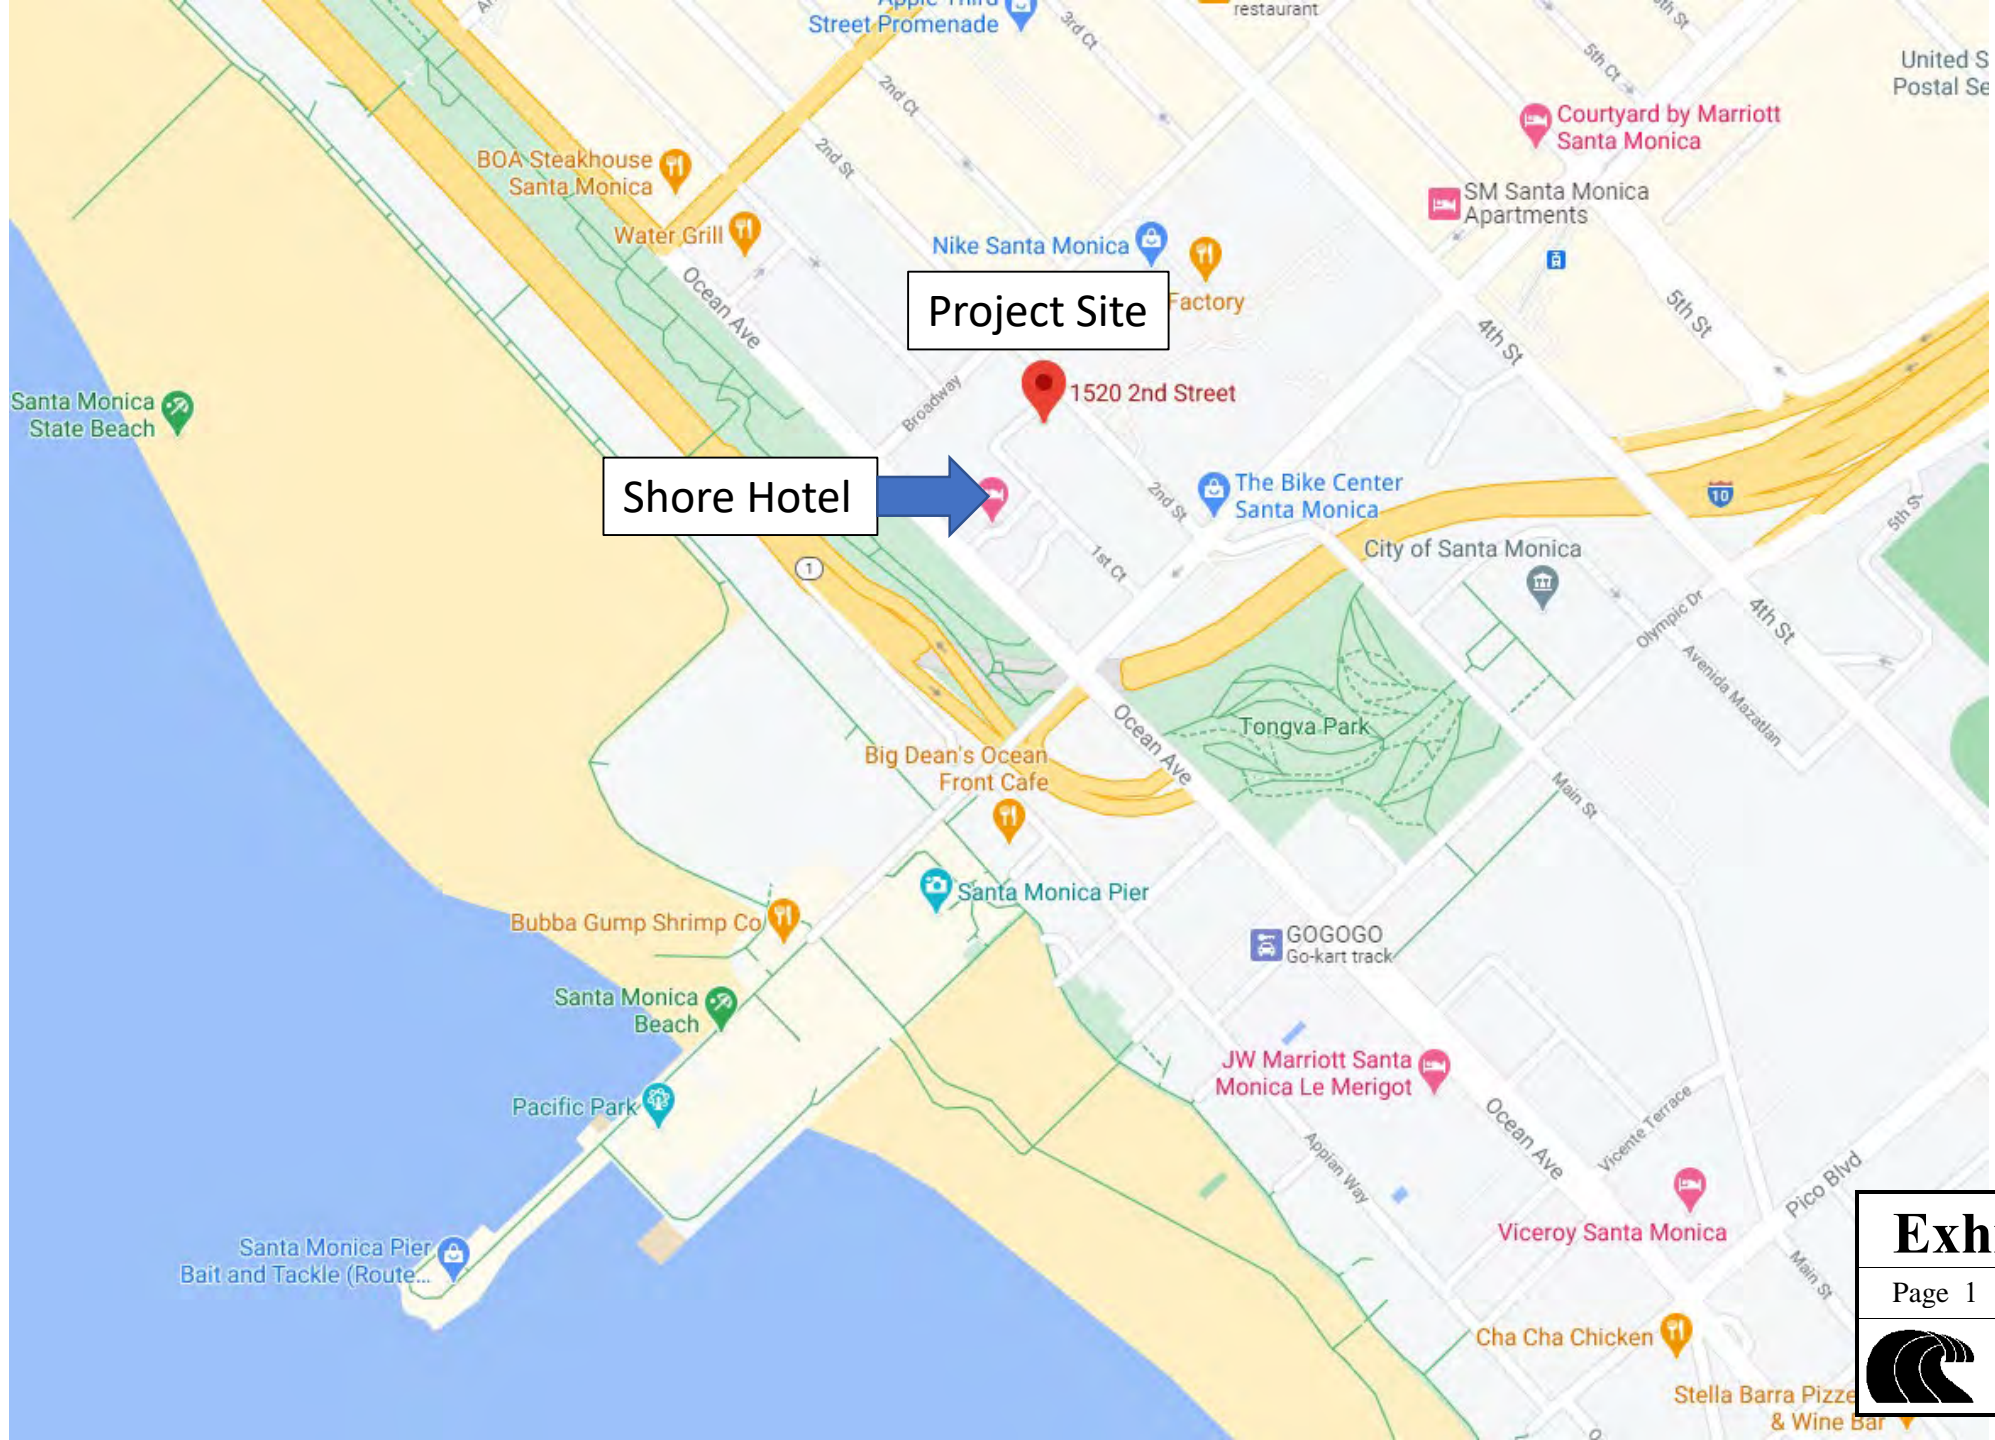 Street Promenade
3rd Ct
restaurant
5th Ct
United S
Postal Se
2nd Ct
Courtyard by Marriott
Santa Monica
BOA Steakhouse
Santa Monica
2nd St
SM Santa Monica
Apartments
Water Grill
Nike Santa Monica
Factory
Ocean Ave
Project Site
5th St
4th St
1520 2nd Street
Broadway
Santa Monica
State Beach
Shore Hotel
2nd St
The Bike Center
Santa Monica
10
5th S
1st Ct
City of Santa Monica
1
Olympic Dr
4th St
Avenida Mazatlan
Ocean Ave
Tongva Park
Big Dean's Ocean
Front Cafe
Main St
Santa Monica Pier
Bubba Gump Shrimp Co
GOGOGO
Go-kart track
Santa Monica
Beach
JW Marriott Santa
Monica Le Merigot
Pacific Park
Ocean Ave
Vicente Terrace
Appian Way
Pico Blvd
Viceroy Santa Monica
Main St
Exh
Page 1
Santa Monica Pier
Bait and Tackle (Route...
Cha Cha Chicken
Stella Barra Pizze
& Wine Bar